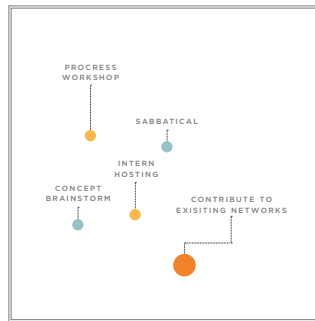 PROCRESS
WORKSHOP
SABBATICAL
INTERN
HOSTING
CONCEPT
BRAINSTORM
CONTRIBUTE TO
EXISITING NETWORKS